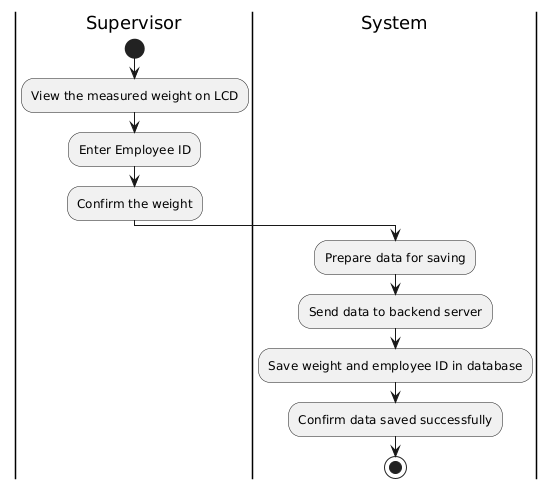 Supervisor
System
View the measured weight on LCD
Enter Employee ID
Confirm the weight
Prepare data for saving
Send data to backend server
Save weight and employee ID in database
Confirm data saved successfully